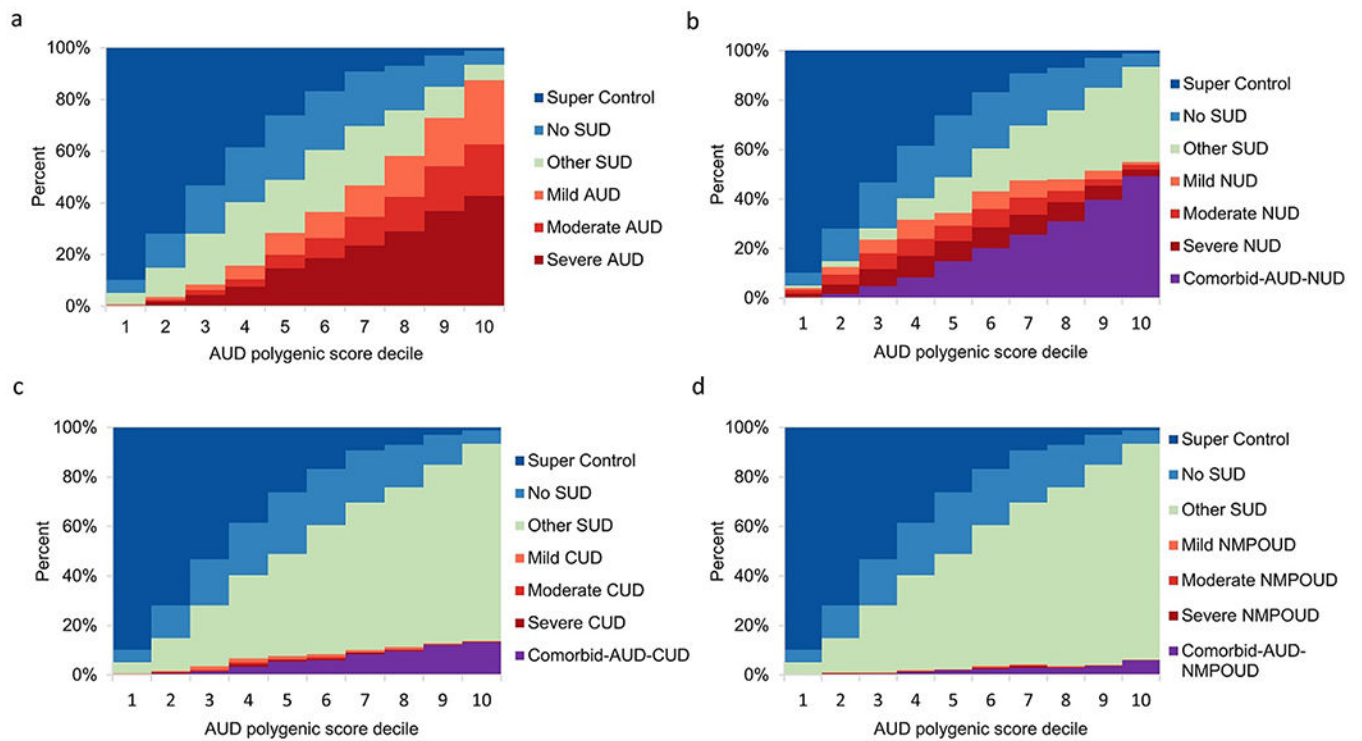 a
100%
80%
60%
40%
20%
0%
Percent
1 2 3 4 5 6 7 8 9 10
AUD polygenic score decile
Super Control
No SUD
Other SUD
Mild AUD
Moderate AUD
Severe AUD
b
100%
80%
60%
40%
20%
0%
Percent
1 2 3 4 5 6 7 8 9 10
AUD polygenic score decile
Super Control
No SUD
Other SUD
Mild NUD
Moderate NUD
Severe NUD
Comorbid-AUD-NUD
c
100%
80%
60%
40%
20%
0%
Percent
1 2 3 4 5 6 7 8 9 10
AUD polygenic score decile
Super Control
No SUD
Other SUD
Mild CUD
Moderate CUD
Severe CUD
Comorbid-AUD-CUD
d
100%
80%
60%
40%
20%
0%
Percent
1 2 3 4 5 6 7 8 9 10
AUD polygenic score decile
Super Control
No SUD
Other SUD
Mild NMPOUD
Moderate NMPOUD
Severe NMPOUD
Comorbid-AUD-
NMPOUD